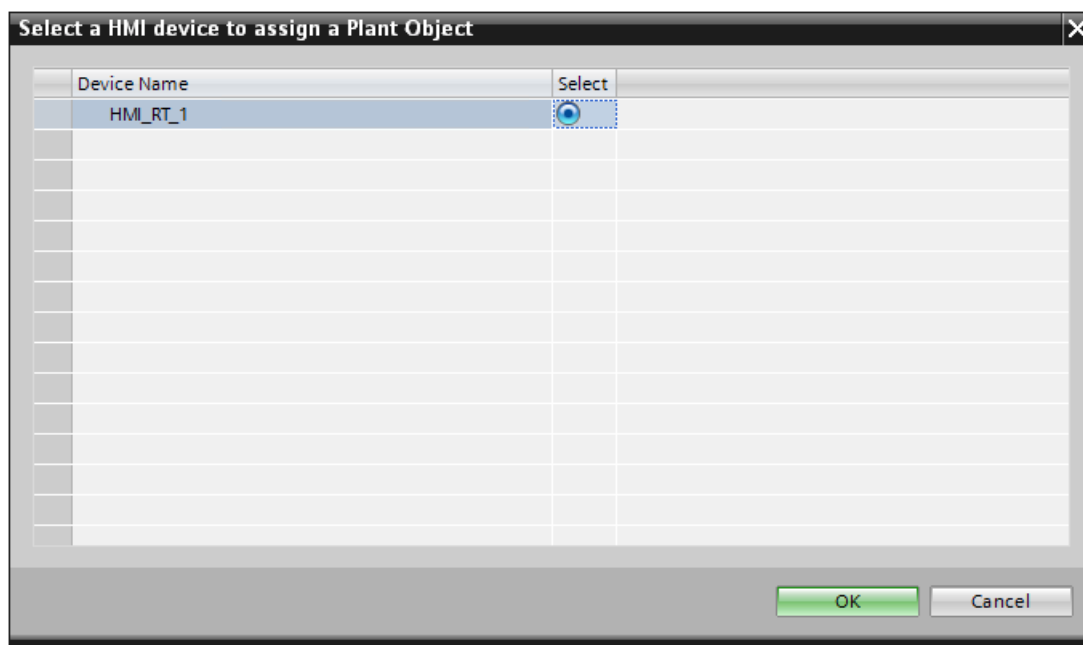 Select a HMI device to assign a Plant Object
Device Name Select
HMI_RT_1
OK Cancel